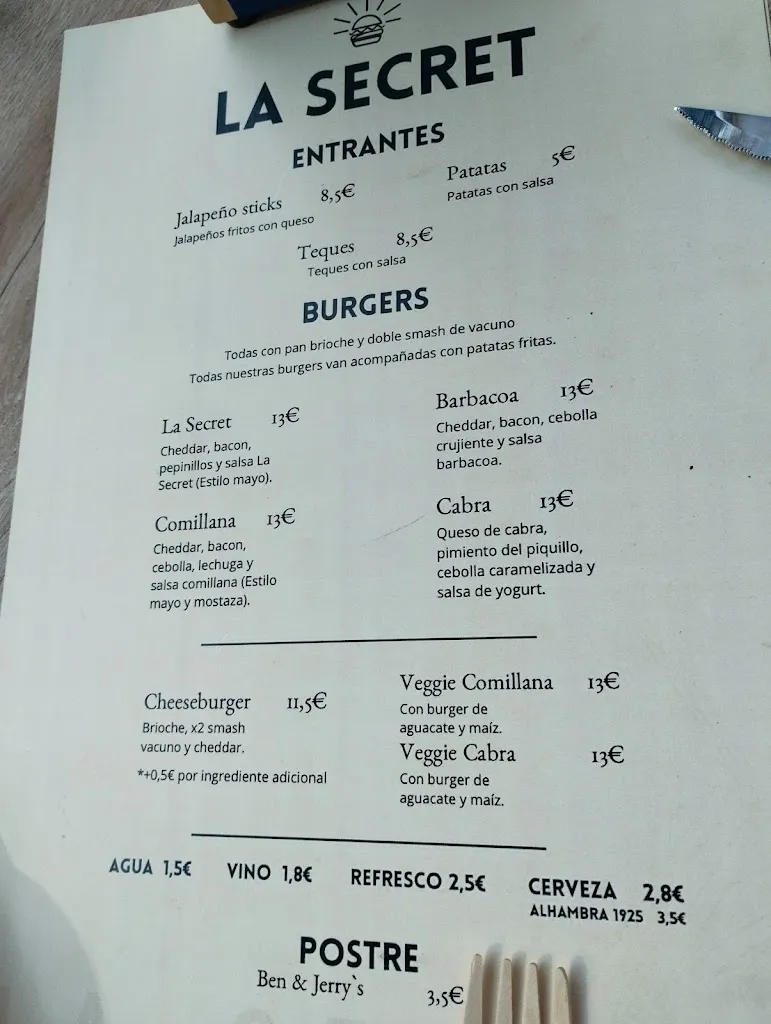 LA SECRET
ENTRANTES
Jalapeño sticks 8,5€
Jalapeños fritos con queso
Patatas 5€
Patatas con salsa
Teques 8,5€
Teques con salsa
BURGERS
Todas con pan brioche y doble smash de vacuno
Todas nuestras burgers van acompañadas con patatas fritas.
La Secret 13€
Cheddar, bacon,
pepinillos y salsa La
Secret (Estilo mayo).
Barbacoa 13€
Cheddar, bacon, cebolla
crujiente y salsa
barbacoa.
Comillana 13€
Cheddar, bacon,
cebolla, lechuga y
salsa comillana (Estilo
mayo y mostaza).
Cabra 13€
Queso de cabra,
pimiento del piquillo,
cebolla caramelizada y
salsa de yogurt.
Cheeseburger 11,5€
Brioche, x2 smash
vacuno y cheddar.
*+0,5€ por ingrediente adicional
Veggie Comillana 13€
Con burger de
aguacate y maíz.
Veggie Cabra 13€
Con burger de
aguacate y maíz.
AGUA 1,5€ VINO 1,8€ REFRESCO 2,5€ CERVEZA 2,8€
ALHAMBRA 1925 3,5€
POSTRE
Ben & Jerry`s 3,5€